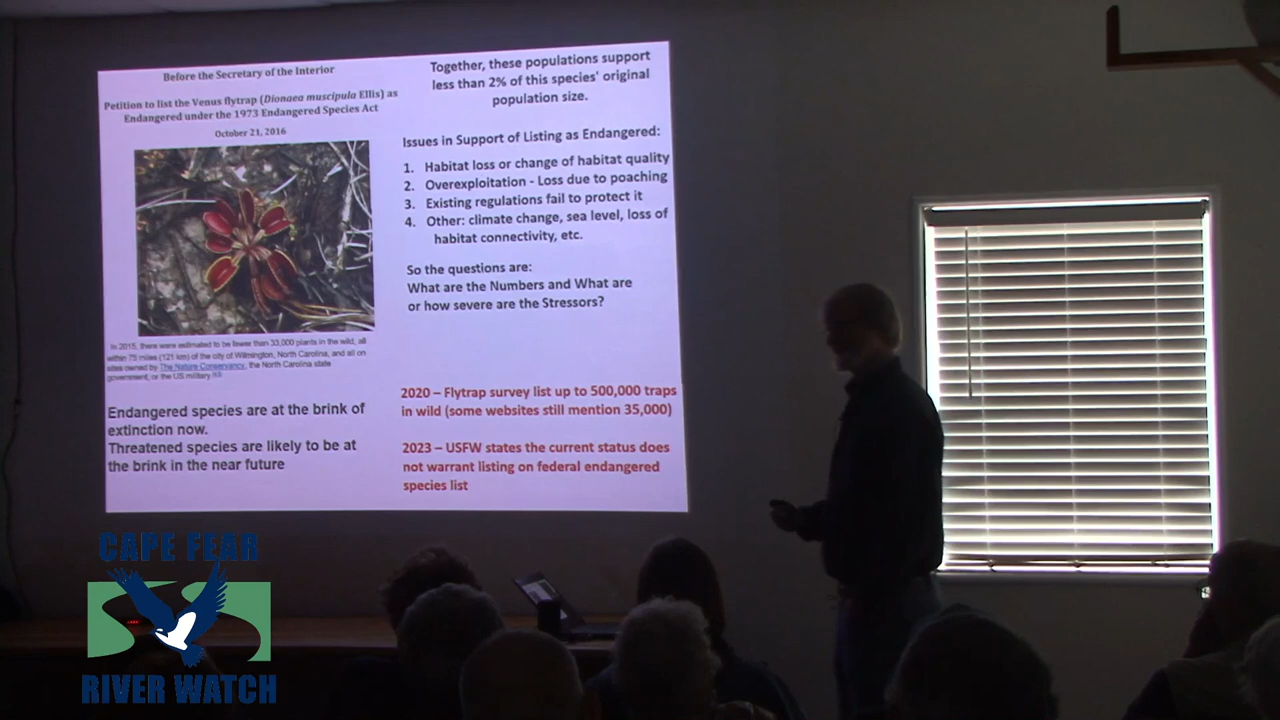 Before the Secretary of the Interior
Petition to list the Venus flytrap (Dionaea muscipula Ellis) as
Endangered under the 1973 Endangered Species Act
October 21, 2016
In 2015, there were estimated to be fewer than 33,000 plants in the wild, all
within 75 miles (121 km) of the city of Wilmington, North Carolina, and all on
sites owned by The Nature Conservancy, the North Carolina state
government, or the US military.
Endangered species are at the brink of
extinction now.
Threatened species are likely to be at
the brink in the near future
Together, these populations support
less than 2% of this species' original
population size.
Issues in Support of Listing as Endangered:
1. Habitat loss or change of habitat quality
2. Overexploitation - Loss due to poaching
3. Existing regulations fail to protect it
4. Other: climate change, sea level, loss of
habitat connectivity, etc.
So the questions are:
What are the Numbers and What are
or how severe are the Stressors?
2020 – Flytrap survey list up to 500,000 traps
in wild (some websites still mention 35,000)
2023 – USFW states the current status does
not warrant listing on federal endangered
species list
CAPE FEAR
RIVER WATCH